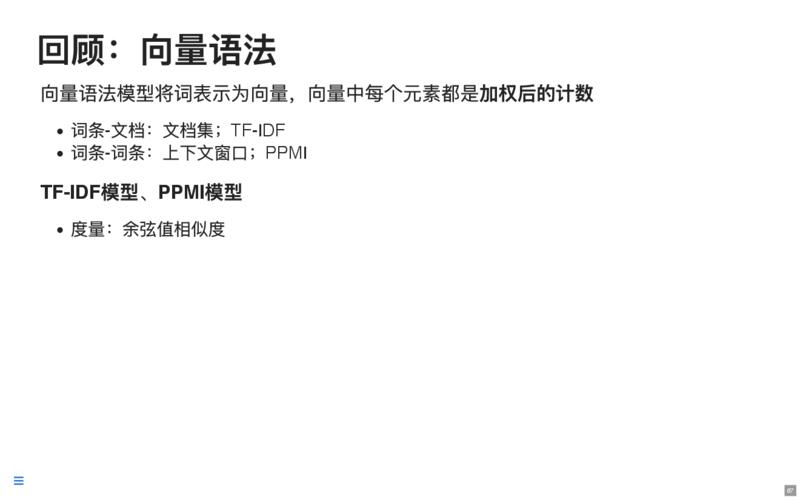 回顾：向量语法
向量语法模型将词表示为向量，向量中每个元素都是加权后的计数
• 词条-文档：文档集；TF-IDF
• 词条-词条：上下文窗口；PPMI
TF-IDF模型、PPMI模型
• 度量：余弦值相似度
67